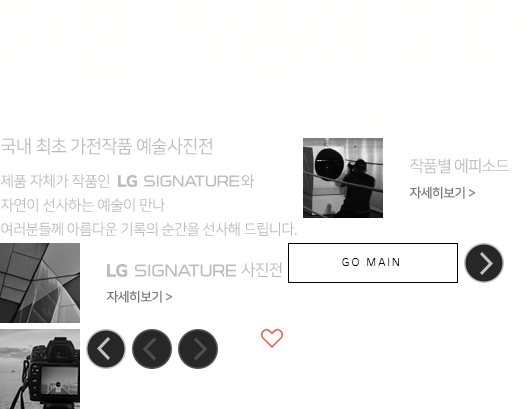 국내 최초 가전작품 예술사진전
제품 자체가 작품인 LG SIGNATURE와
자연이 선사하는 예술이 만나
여러분들께 아름다운 기록의 순간을 선사해 드립니다.
작품별 에피소드
자세히보기 >
LG SIGNATURE 사진전
자세히보기 >
GO MAIN